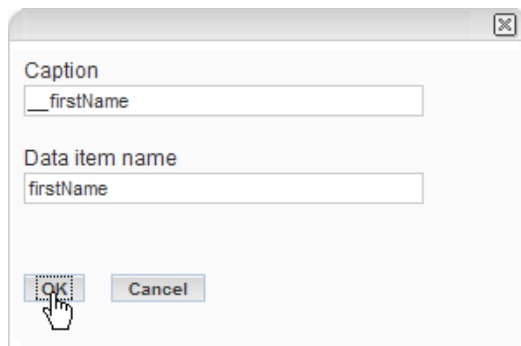 Caption
__firstName
Data item name
firstName
OK Cancel